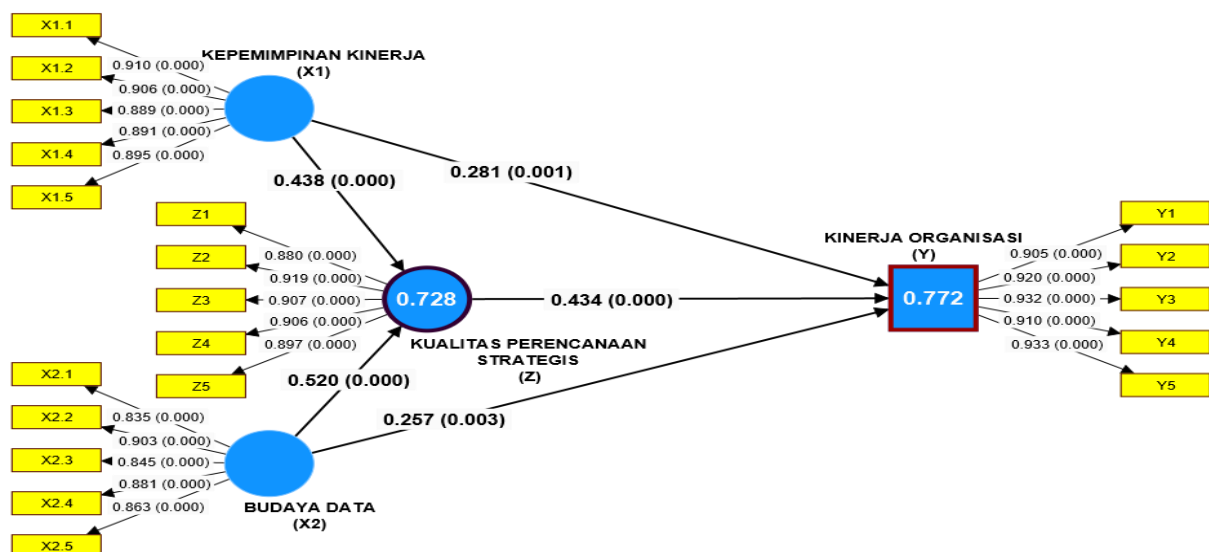 X1.1
X1.2
X1.3
X1.4
X1.5
0.910 (0.000)
0.906 (0.000)
0.889 (0.000)
0.891 (0.000)
0.895 (0.000)
KEPEMIMPINAN KINERJA
(X1)
0.438 (0.000)
0.281 (0.001)
Z1
Z2
Z3
Z4
Z5
0.880 (0.000)
0.919 (0.000)
0.907 (0.000)
0.906 (0.000)
0.897 (0.000)
0.728
KUALITAS PERENCANAAN
STRATEGIS
(Z)
0.434 (0.000)
0.520 (0.000)
0.257 (0.003)
X2.1
X2.2
X2.3
X2.4
X2.5
0.835 (0.000)
0.903 (0.000)
0.845 (0.000)
0.881 (0.000)
0.863 (0.000)
BUDAYA DATA
(X2)
KINERJA ORGANISASI
(Y)
0.772
0.905 (0.000)
0.920 (0.000)
0.932 (0.000)
0.910 (0.000)
0.933 (0.000)
Y1
Y2
Y3
Y4
Y5